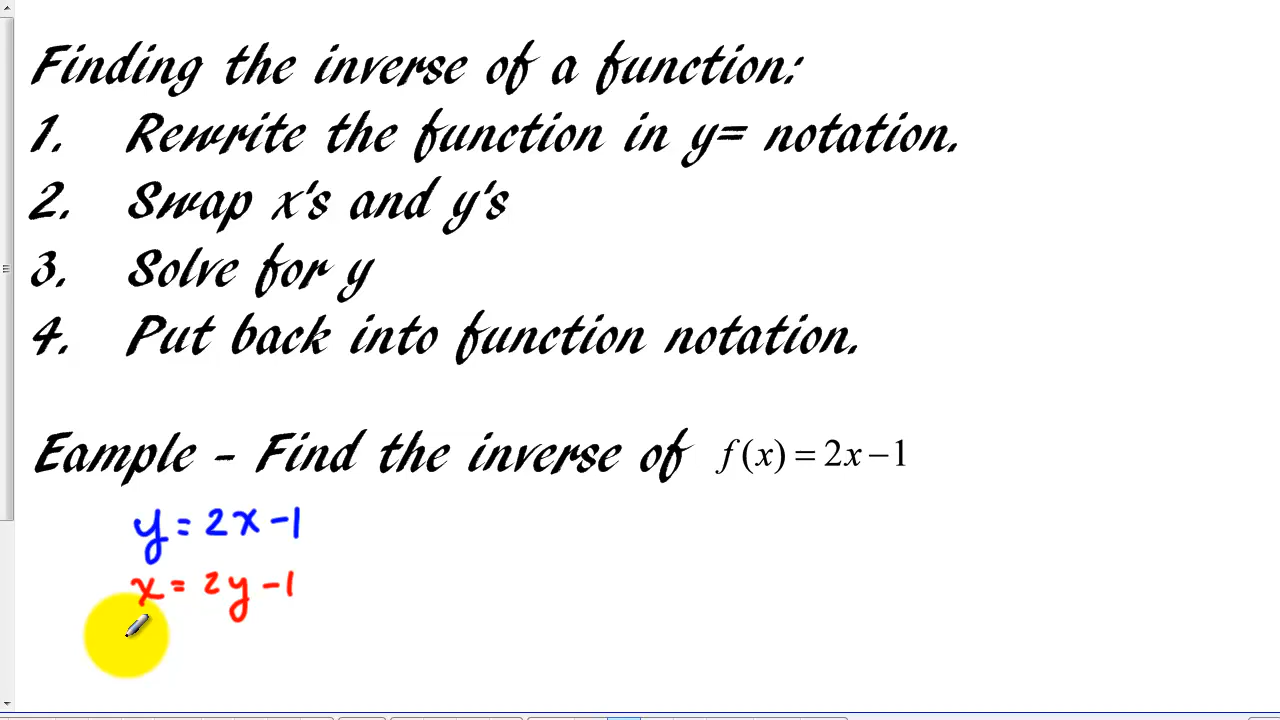 Finding the inverse of a function:
1. Rewrite the function in y= notation.
2. Swap x's and y's
3. Solve for y
4. Put back into function notation.
Eample - Find the inverse of f(x) = 2x − 1
y = 2x - 1
x = 2y - 1